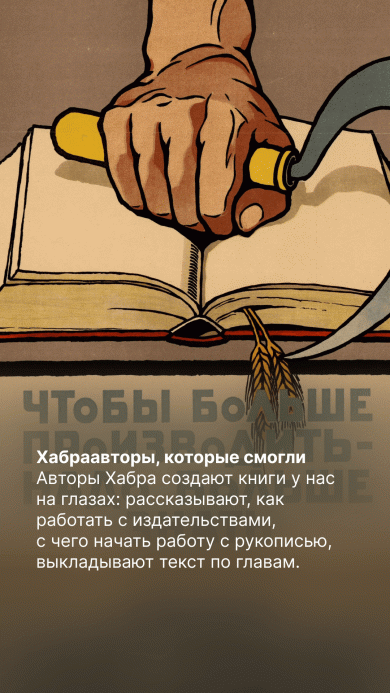 ЧТОБЫ БОЛЬШЕ
ПРОИЗВОДИТЬ-
Хабраавторы, которые смогли
Авторы Хабра создают книги у нас
на глазах: рассказывают, как
работать с издательствами,
с чего начать работу с рукописью,
выкладывают текст по главам.